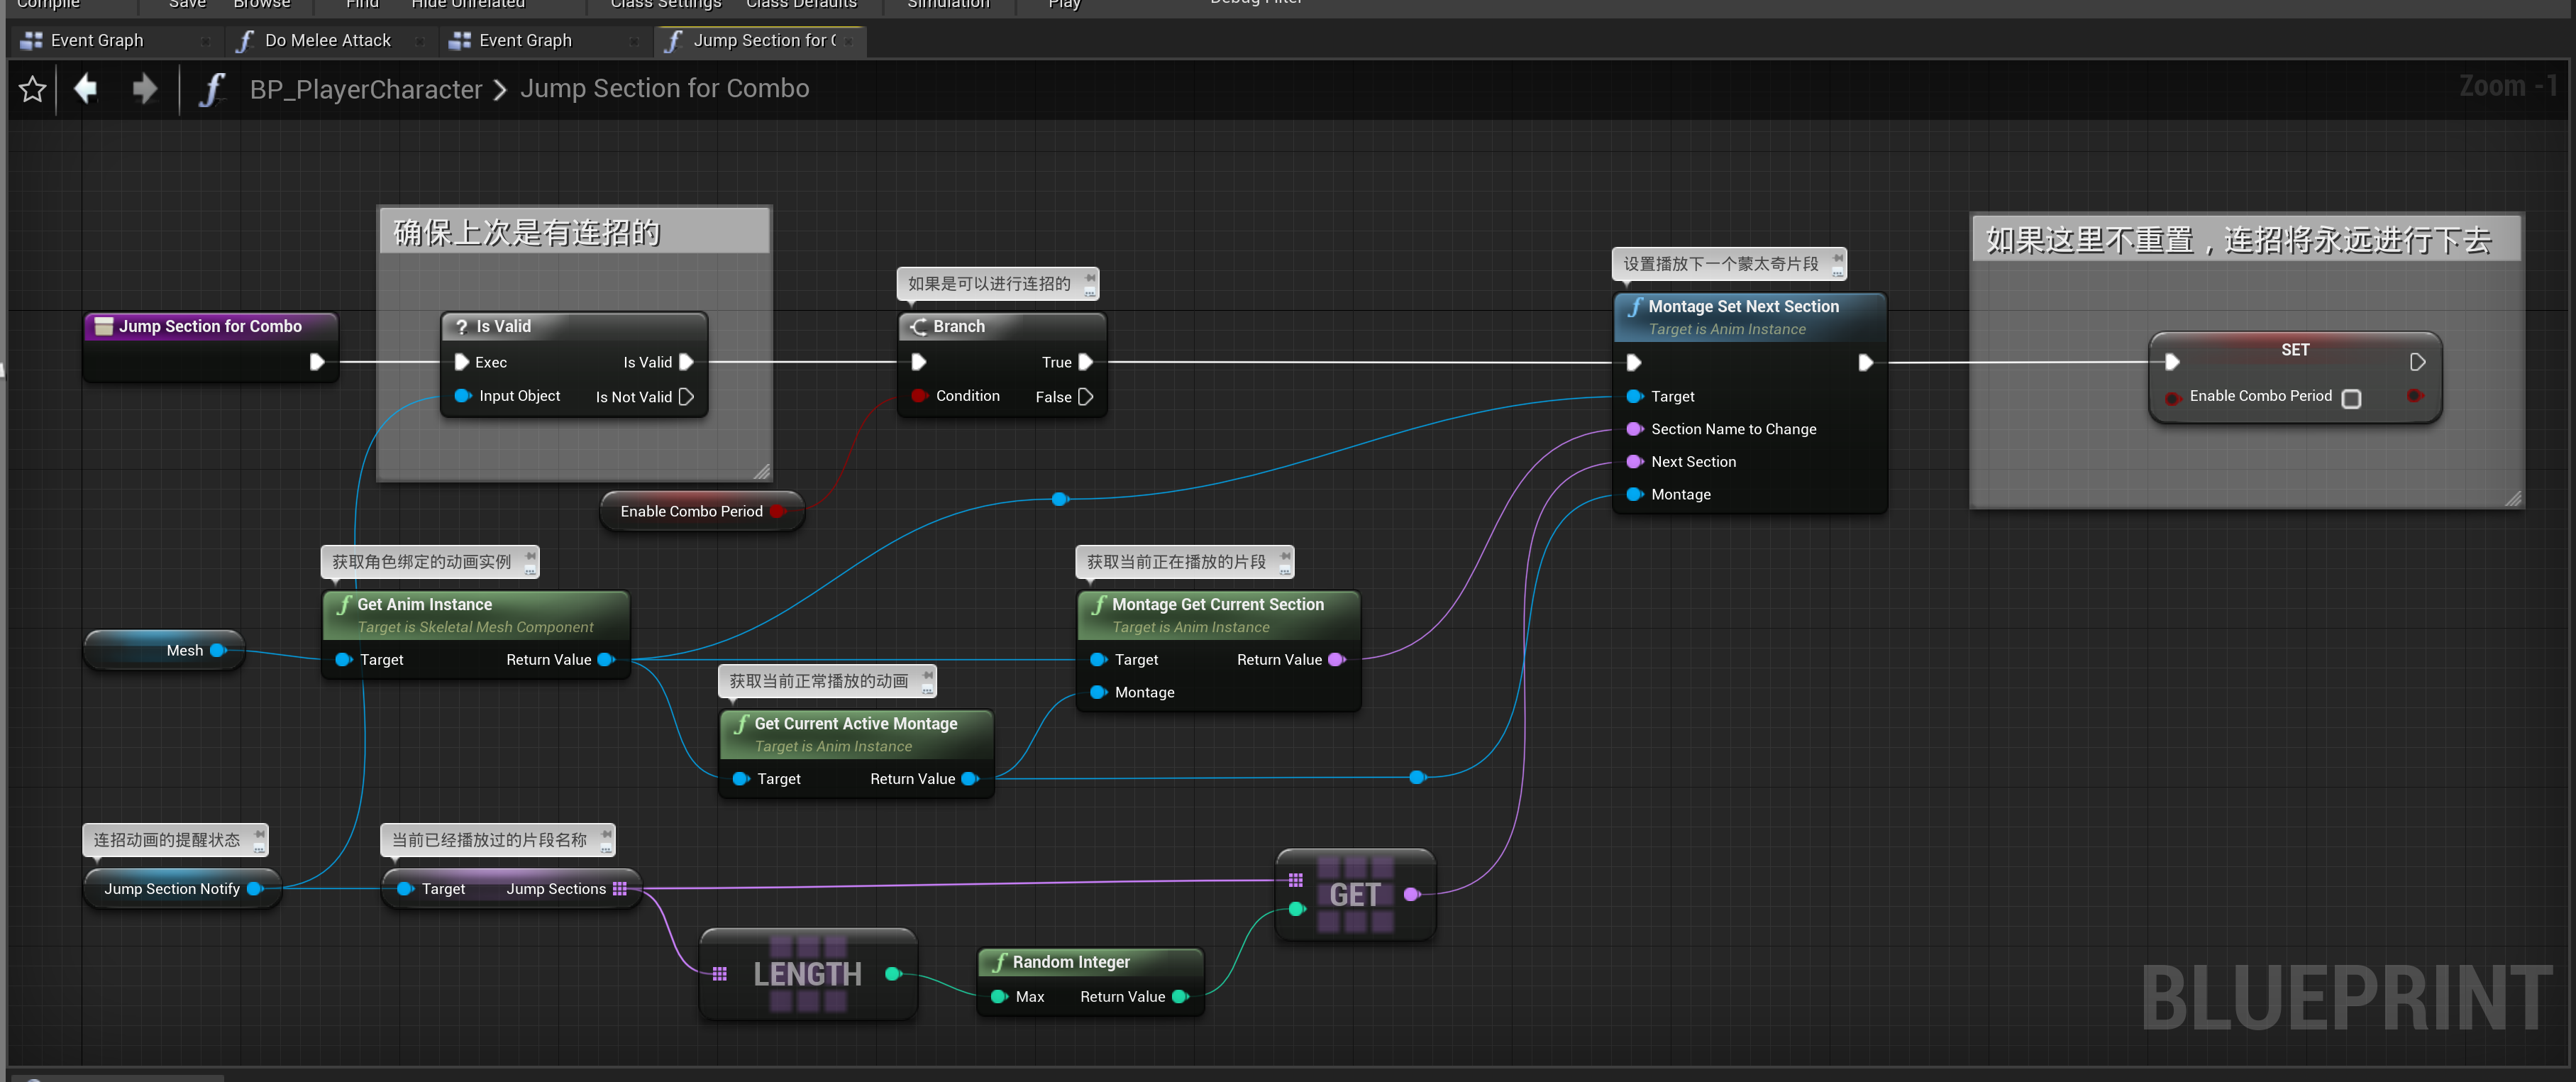 Compile Save Browse Find Hide Unrelated Class Settings Class Defaults Simulation Play Debug Filter
Event Graph Do Melee Attack Event Graph Jump Section for
BP_PlayerCharacter > Jump Section for Combo
Zoom -1
确保上次是有连招的
如果这里不重置，连招将永远进行下去
设置播放下一个蒙太奇片段
如果是可以进行连招的
Jump Section for Combo
? Is Valid
Exec Is Valid
Input Object Is Not Valid
Branch
True
Condition False
Montage Set Next Section
Target is Anim Instance
Target
Section Name to Change
Next Section
Montage
SET
Enable Combo Period
Enable Combo Period
获取角色绑定的动画实例
Get Anim Instance
Target is Skeletal Mesh Component
Target Return Value
Mesh
获取当前正在播放的片段
Montage Get Current Section
Target is Anim Instance
Target Return Value
Montage
获取当前正常播放的动画
Get Current Active Montage
Target is Anim Instance
Target Return Value
连招动画的提醒状态
Jump Section Notify
当前已经播放过的片段名称
Target Jump Sections
GET
LENGTH
Random Integer
Max Return Value
BLUEPRINT